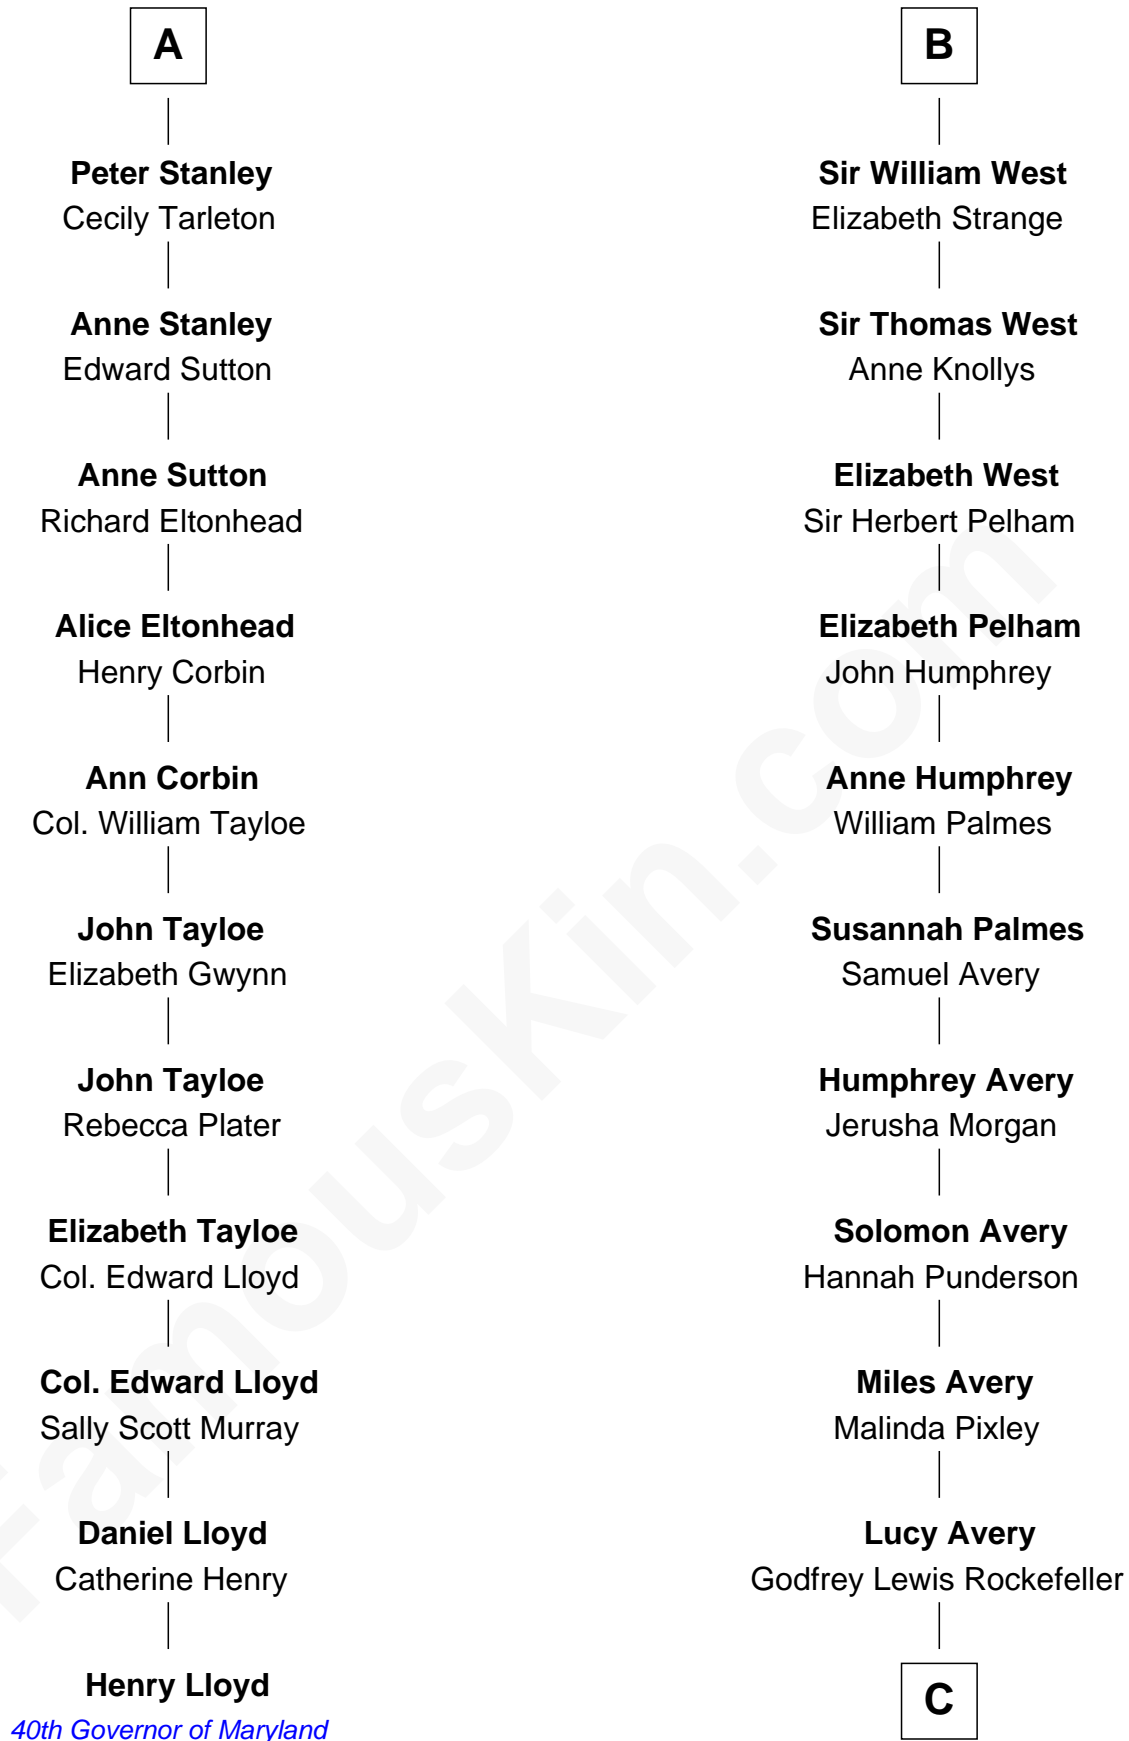 A
Peter Stanley
Cecily Tarleton
Anne Stanley
Edward Sutton
Anne Sutton
Richard Eltonhead
Alice Eltonhead
Henry Corbin
Ann Corbin
Col. William Tayloe
John Tayloe
Elizabeth Gwynn
John Tayloe
Rebecca Plater
Elizabeth Tayloe
Col. Edward Lloyd
Col. Edward Lloyd
Sally Scott Murray
Daniel Lloyd
Catherine Henry
Henry Lloyd
40th Governor of Maryland
B
Sir William West
Elizabeth Strange
Sir Thomas West
Anne Knollys
Elizabeth West
Sir Herbert Pelham
Elizabeth Pelham
John Humphrey
Anne Humphrey
William Palmes
Susannah Palmes
Samuel Avery
Humphrey Avery
Jerusha Morgan
Solomon Avery
Hannah Punderson
Miles Avery
Malinda Pixley
Lucy Avery
Godfrey Lewis Rockefeller
C
FamousKin.com